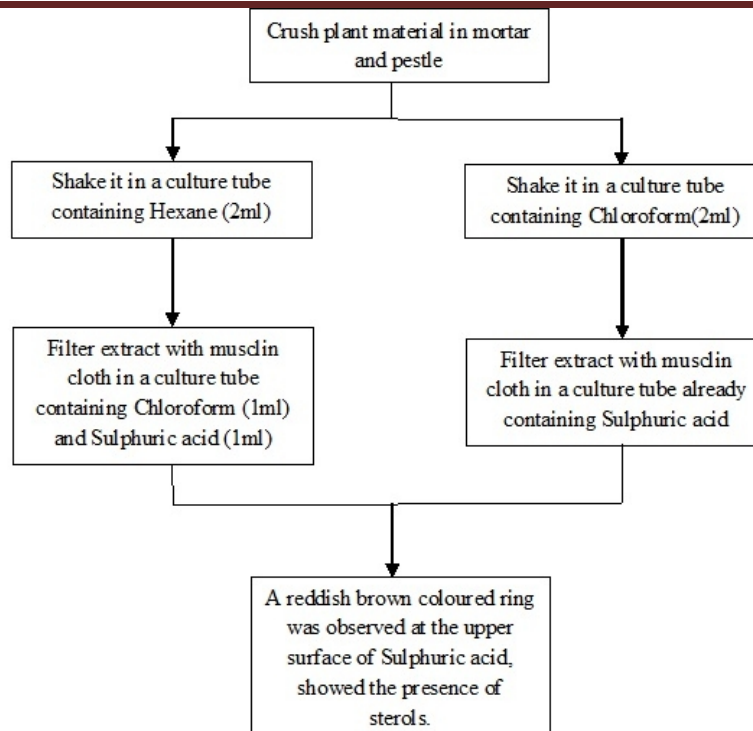 Crush plant material in mortar
and pestle
Shake it in a culture tube
containing Hexane (2ml)
Shake it in a culture tube
containing Chloroform(2ml)
Filter extract with musclin
cloth in a culture tube
containing Chloroform (1ml)
and Sulphuric acid (1ml)
Filter extract with musclin
cloth in a culture tube already
containing Sulphuric acid
A reddish brown coloured ring
was observed at the upper
surface of Sulphuric acid,
showed the presence of
sterols.